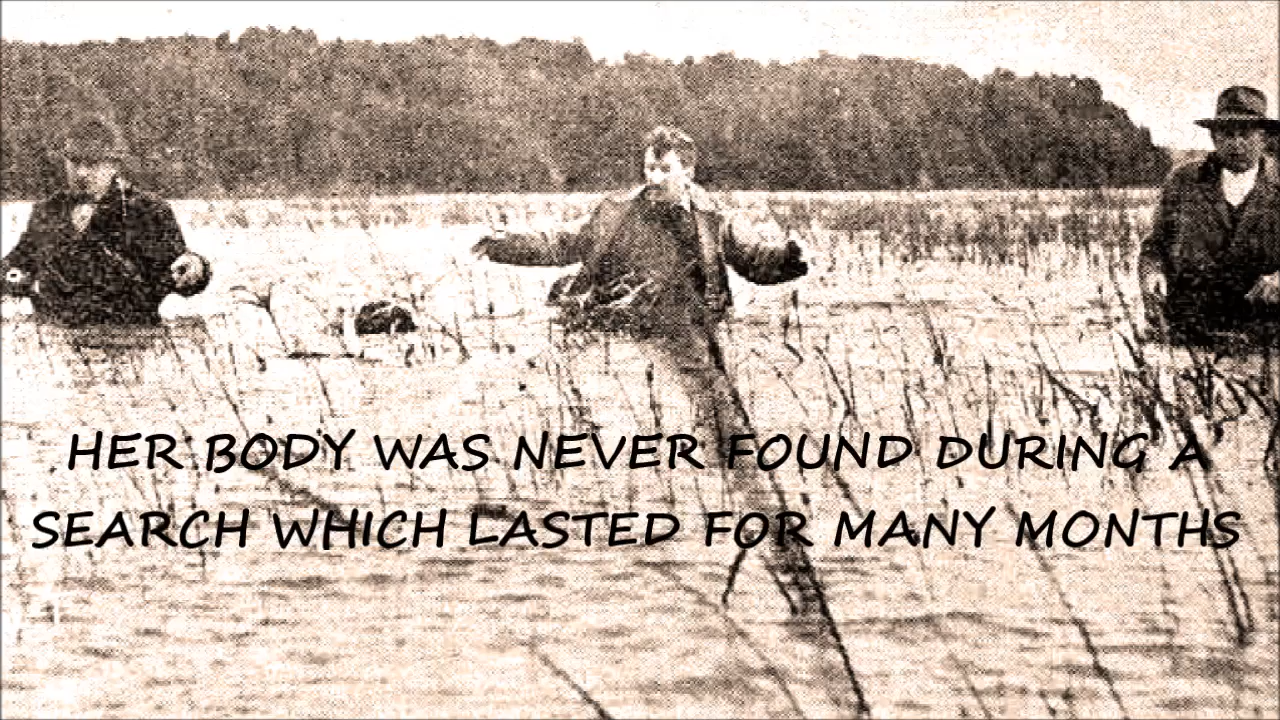 HER BODY WAS NEVER FOUND DURING A
SEARCH WHICH LASTED FOR MANY MONTHS